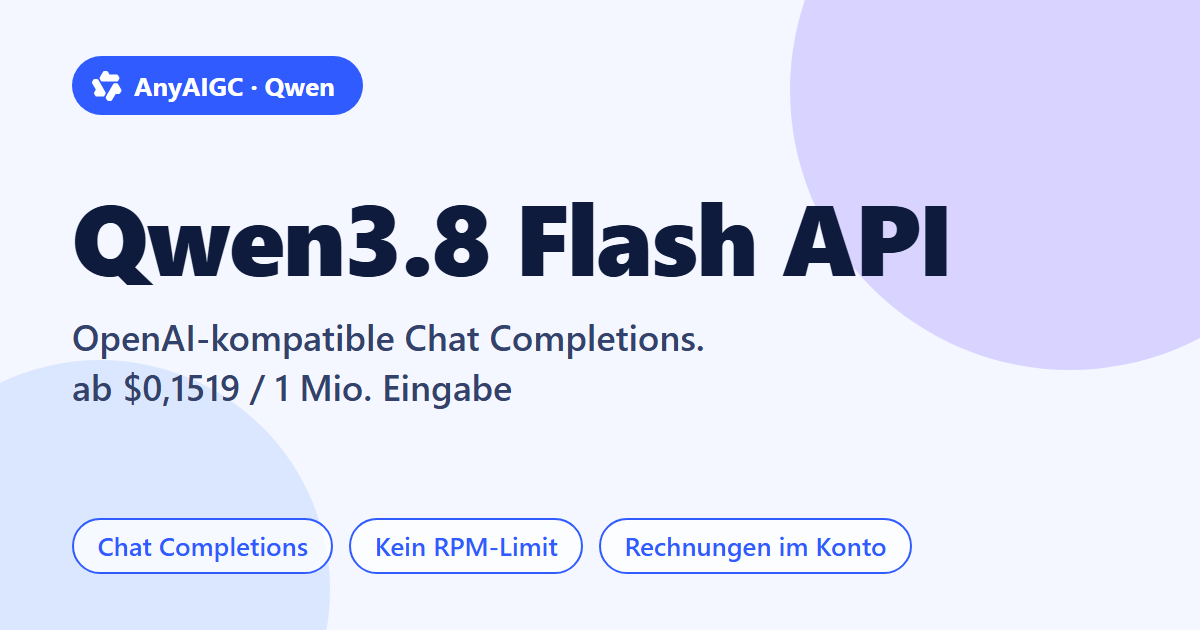 AnyAIGC · Qwen
Qwen3.8 Flash API
OpenAI-kompatible Chat Completions.
ab $0,1519 / 1 Mio. Eingabe
Chat Completions
Kein RPM-Limit
Rechnungen im Konto